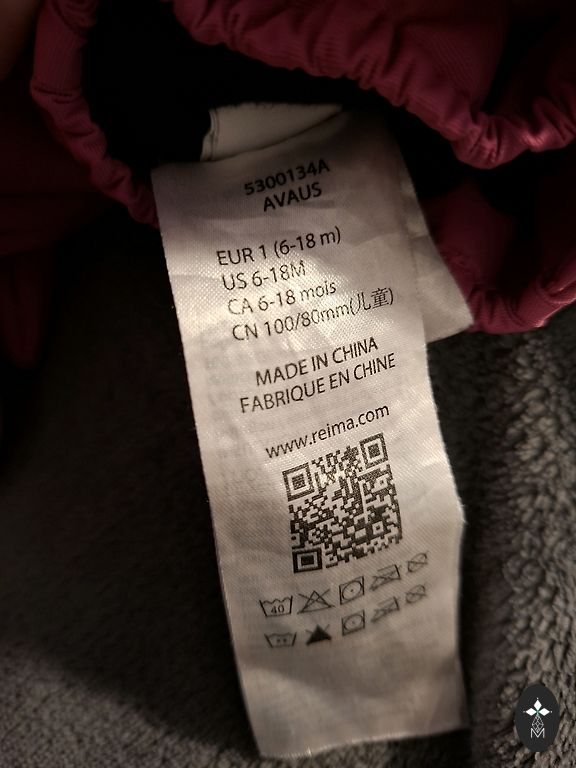 5300134A
AVAUS
EUR 1 (6-18 m)
US 6-18M
CA 6-18 mois
CN 100/80mm(儿童)
MADE IN CHINA
FABRIQUE EN CHINE
www.reima.com
40
M